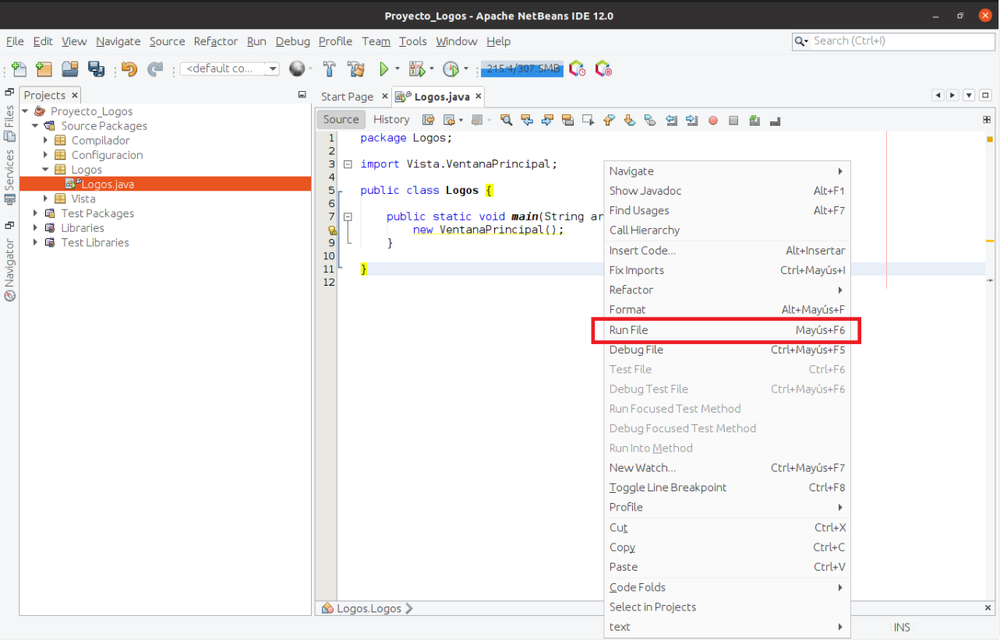 Proyecto_Logos - Apache NetBeans IDE 12.0
File Edit View Navigate Source Refactor Run Debug Profile Team Tools Window Help
Search (Ctrl+I)
<default co...
215.4/307.5MB
Projects
Files
Services
Navigator
Proyecto_Logos
Source Packages
Compilador
Configuracion
Logos
Logos.java
Vista
Test Packages
Libraries
Test Libraries
Start Page
Logos.java
Source History
1 package Logos;
2
3 import Vista.VentanaPrincipal;
4
5 public class Logos {
6
7 public static void main(String ar
new VentanaPrincipal();
9 }
10
11 }
12
Navigate
Show Javadoc Alt+F1
Find Usages Alt+F7
Call Hierarchy
Insert Code... Alt+Insertar
Fix Imports Ctrl+Mayús+I
Refactor
Format Alt+Mayús+F
Run File Mayús+F6
Debug File Ctrl+Mayús+F5
Test File Ctrl+F6
Debug Test File Ctrl+Mayús+F6
Run Focused Test Method
Debug Focused Test Method
Run Into Method
New Watch... Ctrl+Mayús+F7
Toggle Line Breakpoint Ctrl+F8
Profile
Cut Ctrl+X
Copy Ctrl+C
Paste Ctrl+V
Code Folds
Select in Projects
text
Logos.Logos
INS